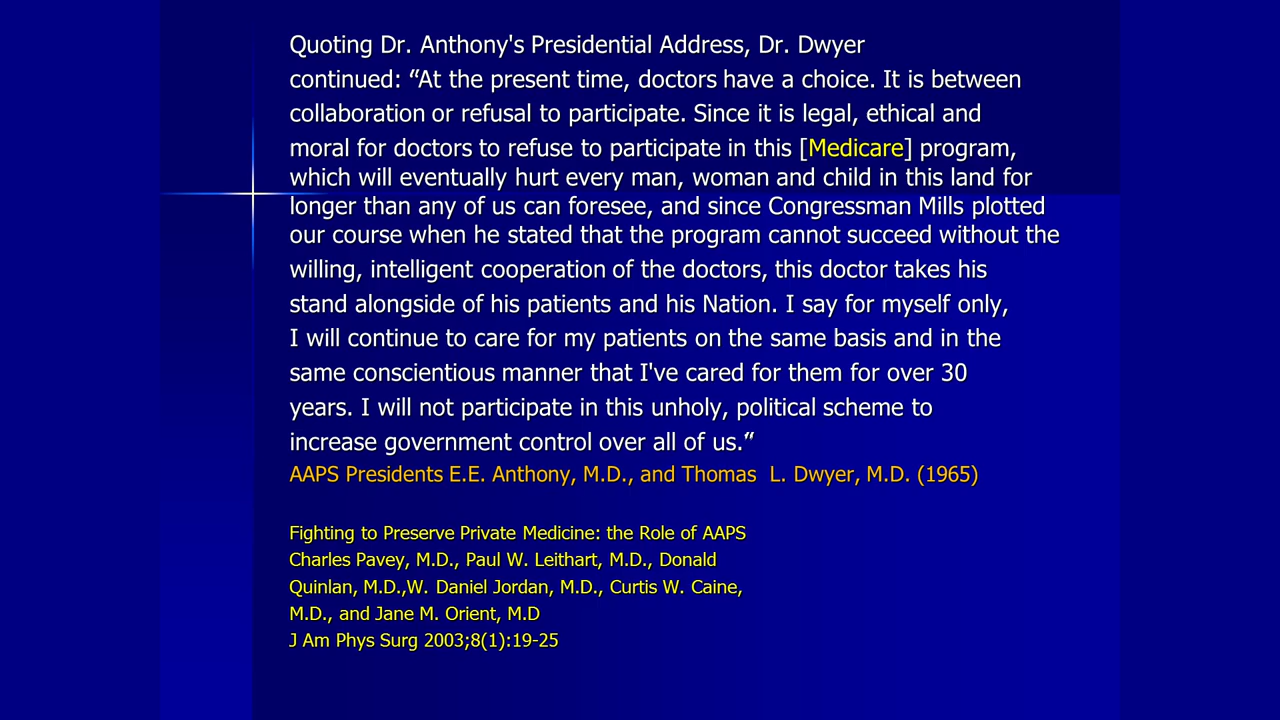 Quoting Dr. Anthony's Presidential Address, Dr. Dwyer
continued: “At the present time, doctors have a choice. It is between
collaboration or refusal to participate. Since it is legal, ethical and
moral for doctors to refuse to participate in this [Medicare] program,
which will eventually hurt every man, woman and child in this land for
longer than any of us can foresee, and since Congressman Mills plotted
our course when he stated that the program cannot succeed without the
willing, intelligent cooperation of the doctors, this doctor takes his
stand alongside of his patients and his Nation. I say for myself only,
I will continue to care for my patients on the same basis and in the
same conscientious manner that I've cared for them for over 30
years. I will not participate in this unholy, political scheme to
increase government control over all of us.”
AAPS Presidents E.E. Anthony, M.D., and Thomas  L. Dwyer, M.D. (1965)
Fighting to Preserve Private Medicine: the Role of AAPS
Charles Pavey, M.D., Paul W. Leithart, M.D., Donald
Quinlan, M.D.,W. Daniel Jordan, M.D., Curtis W. Caine,
M.D., and Jane M. Orient, M.D
J Am Phys Surg 2003;8(1):19-25